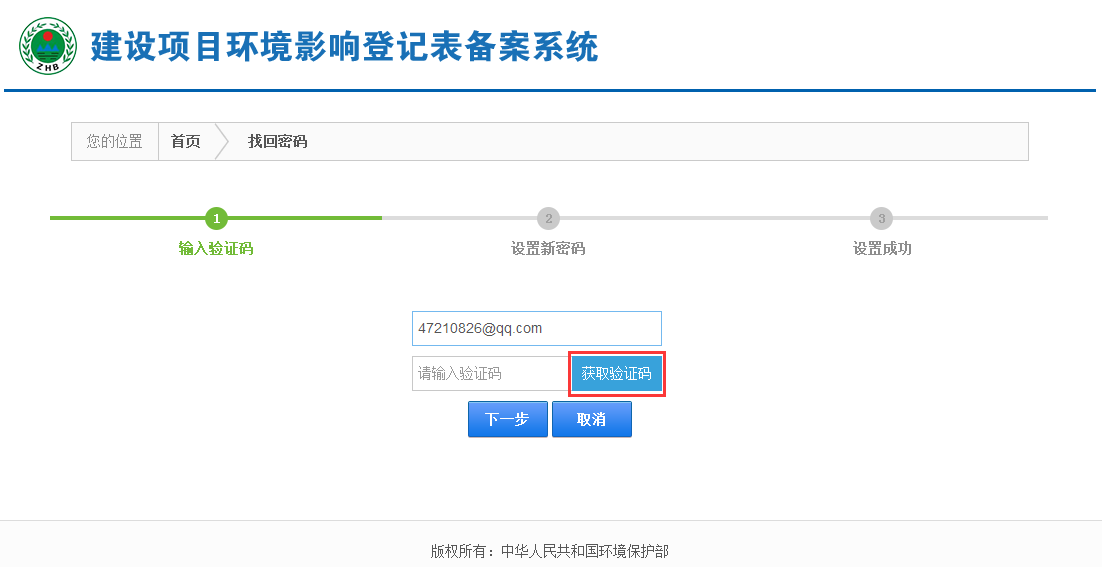 ZHB
建设项目环境影响登记表备案系统
您的位置 首页 找回密码
1 2 3
输入验证码 设置新密码 设置成功
47210826@qq.com
请输入验证码 获取验证码
下一步 取消
版权所有：中华人民共和国环境保护部